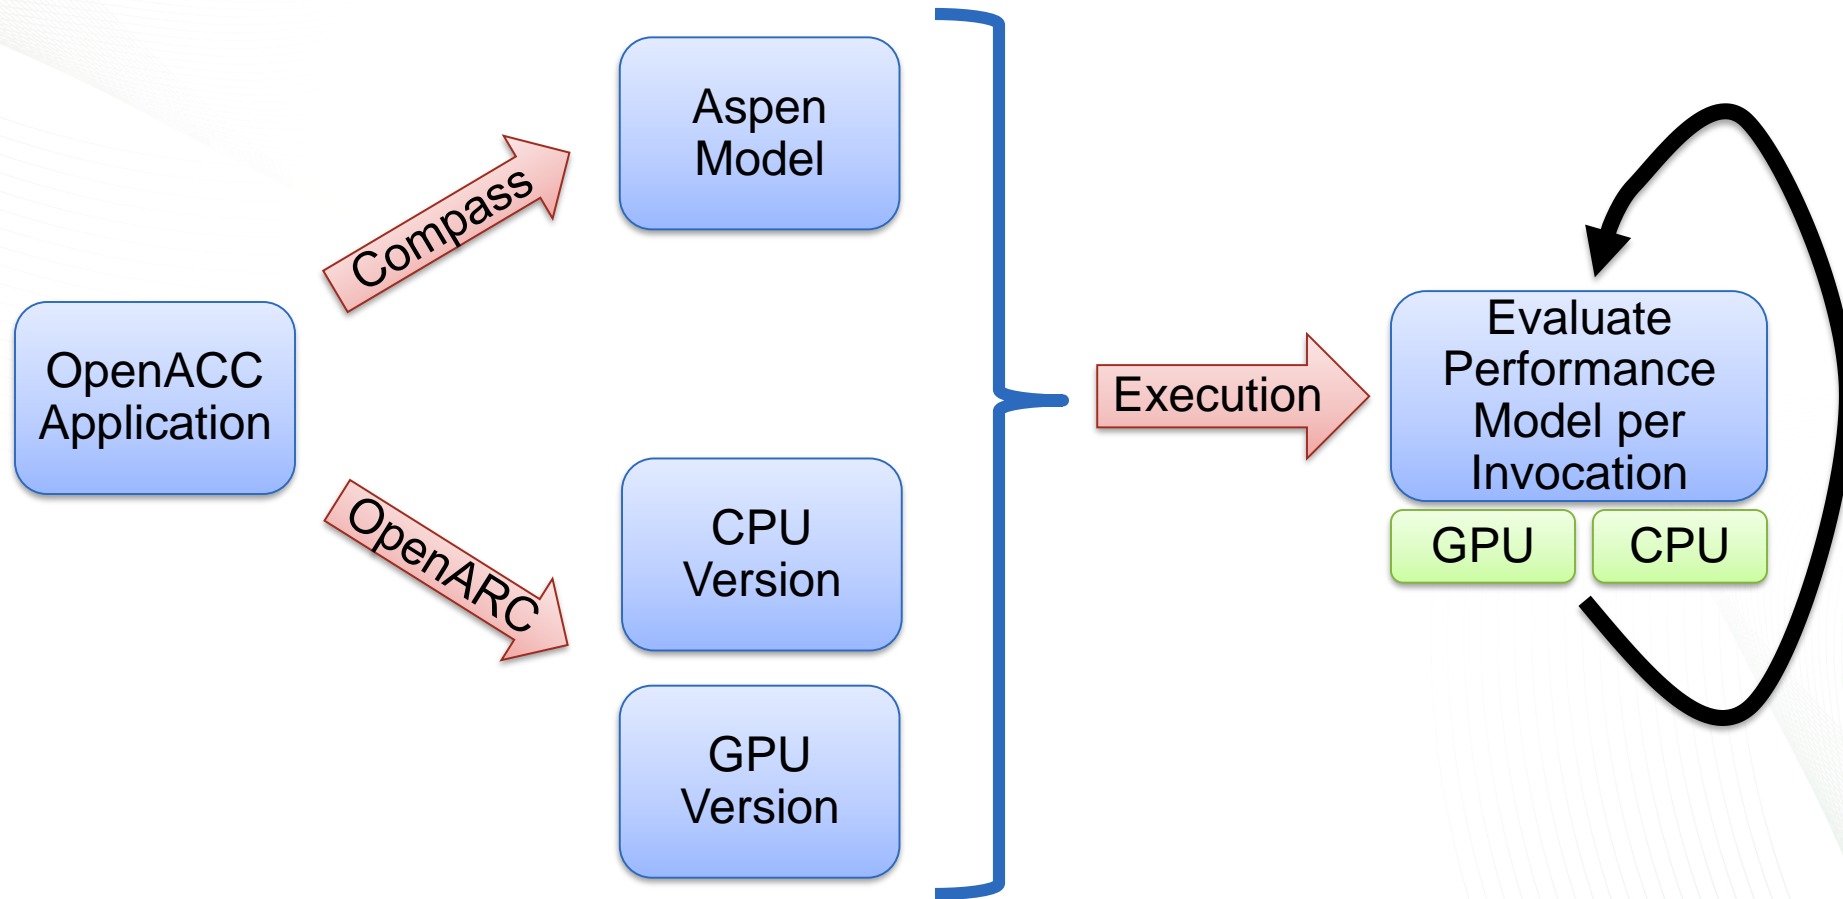 OpenACC
Application
Compass
OpenARC
Aspen
Model
CPU
Version
GPU
Version
Execution
Evaluate
Performance
Model per
Invocation
GPU
CPU